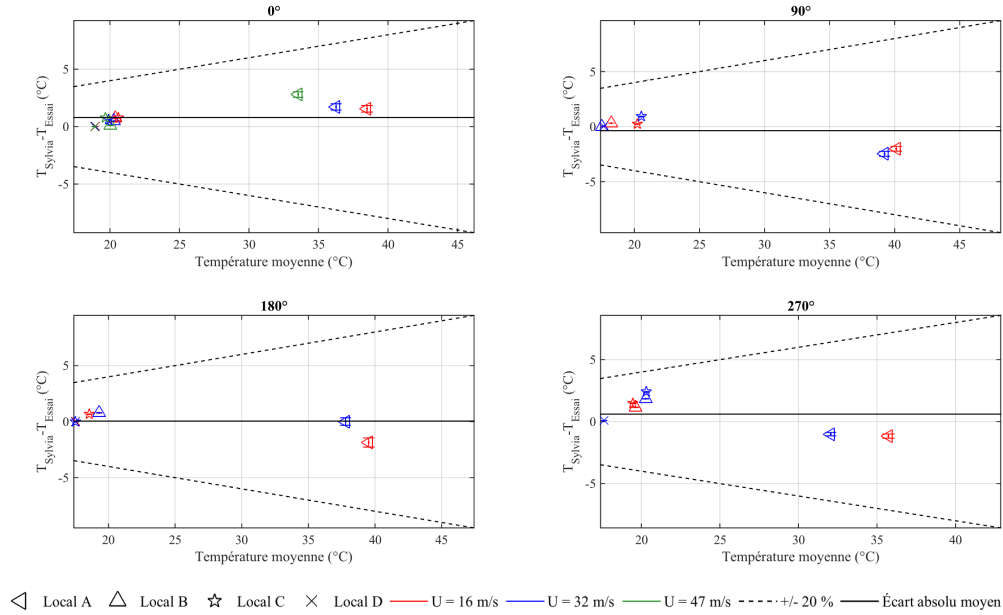 0°
T_Sylvia-T_Essai (°C)
5
0
-5
20 25 30 35 40 45
Température moyenne (°C)
90°
T_Sylvia-T_Essai (°C)
5
0
-5
20 25 30 35 40 45
Température moyenne (°C)
180°
T_Sylvia-T_Essai (°C)
5
0
-5
20 25 30 35 40 45
Température moyenne (°C)
270°
T_Sylvia-T_Essai (°C)
5
0
-5
20 25 30 35 40
Température moyenne (°C)
Local A Local B Local C Local D U = 16 m/s U = 32 m/s U = 47 m/s +/- 20 % Écart absolu moyen